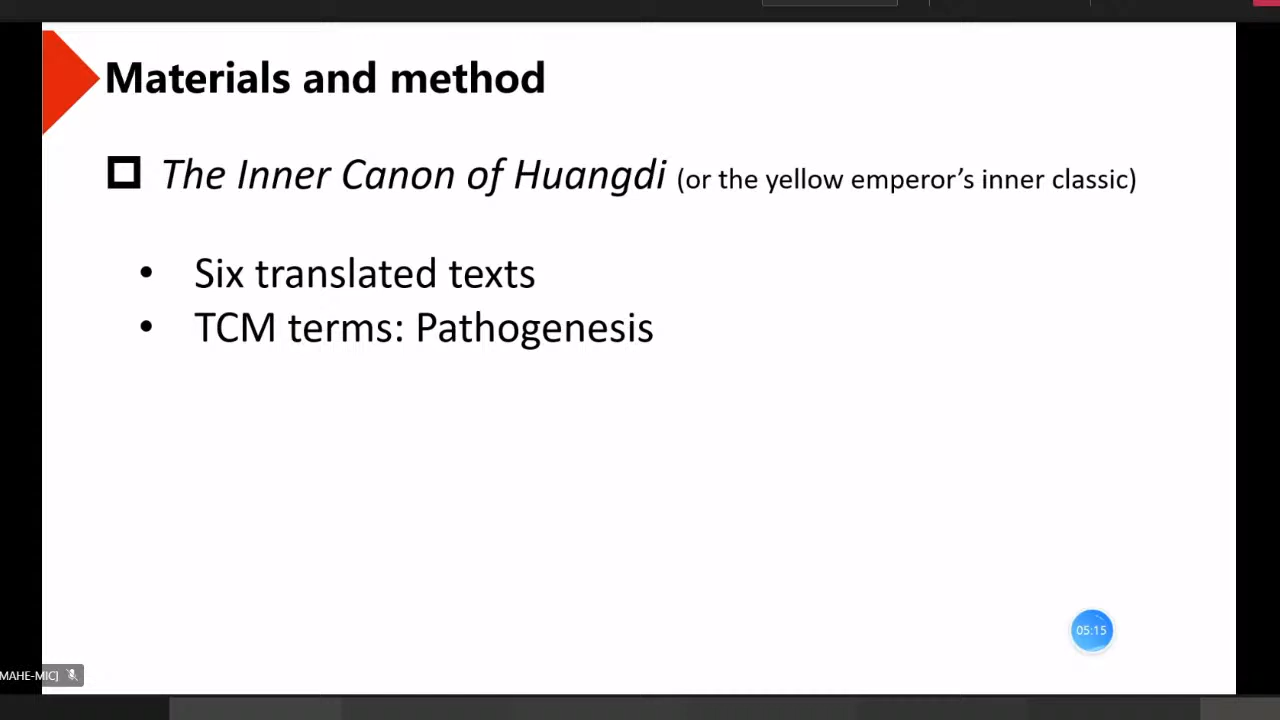 Materials and method
The Inner Canon of Huangdi (or the yellow emperor’s inner classic)
• Six translated texts
• TCM terms: Pathogenesis
05:15
MAHE-MIC]